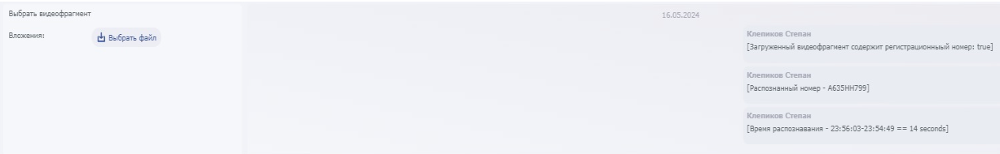 Выбрать видеофрагмент
Вложения:
Выбрать файл
16.05.2024
Клепиков Степан
[Загруженный видеофрагмент содержит регистрационныый номер: true]
Клепиков Степан
[Распознанный номер - А635НН799]
Клепиков Степан
[Время распознавания - 23:56:03-23:54:49 == 14 seconds]